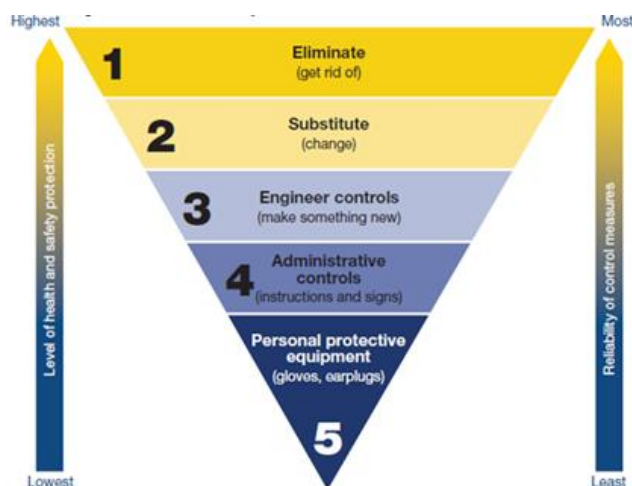 Highest
Most
1
Eliminate
(get rid of)
2
Substitute
(change)
3
Engineer controls
(make something new)
4
Administrative
controls
(instructions and signs)
Personal protective
equipment
(gloves, earplugs)
5
Level of health and safety protection
Reliability of control measures
Lowest
Least